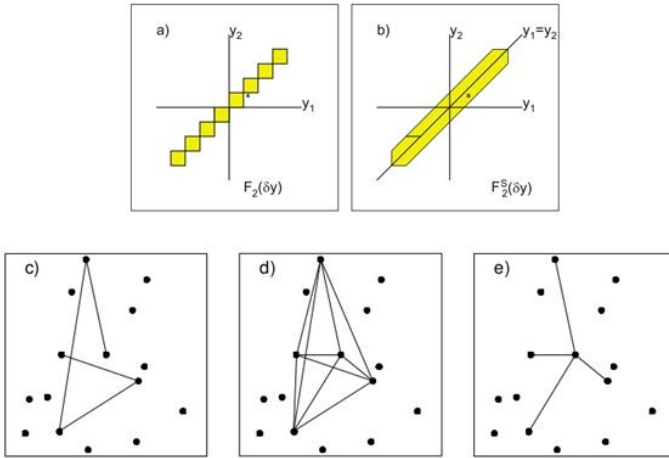 a)
y₂
y₁
F₂(δy)
b)
y₂
y₁=y₂
y₁
F₂ˢ(δy)
c)
d)
e)